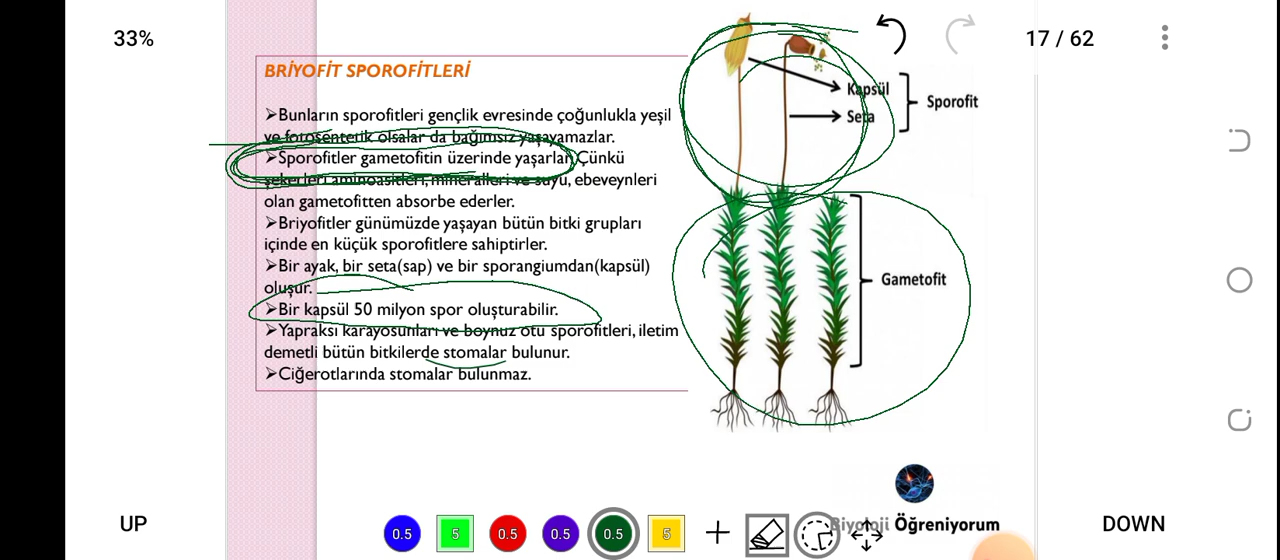 33%
17 / 62
BRİYOFİT SPOROFİTLERİ
➤Bunların sporofitleri gençlik evresinde çoğunlukla yeşil
ve fotosentetik olsalar da bağımsız yaşayamazlar.
➤Sporofitler gametofitin üzerinde yaşarlar.Çünkü
şekerleri aminoasitleri, mineralleri ve suyu, ebeveynleri
olan gametofitten absorbe ederler.
➤Briyofitler günümüzde yaşayan bütün bitki grupları
içinde en küçük sporofitlere sahiptirler.
➤Bir ayak, bir seta(sap) ve bir sporangiumdan(kapsül)
oluşur.
➤Bir kapsül 50 milyon spor oluşturabilir.
➤Yapraksı karayosunları ve boynuz otu sporofitleri, iletim
demetli bütün bitkilerde stomalar bulunur.
➤Ciğerotlarında stomalar bulunmaz.
Kapsül
Seta
Sporofit
Gametofit
Biyoloji Öğreniyorum
UP
0.5
5
0.5
0.5
0.5
5
DOWN